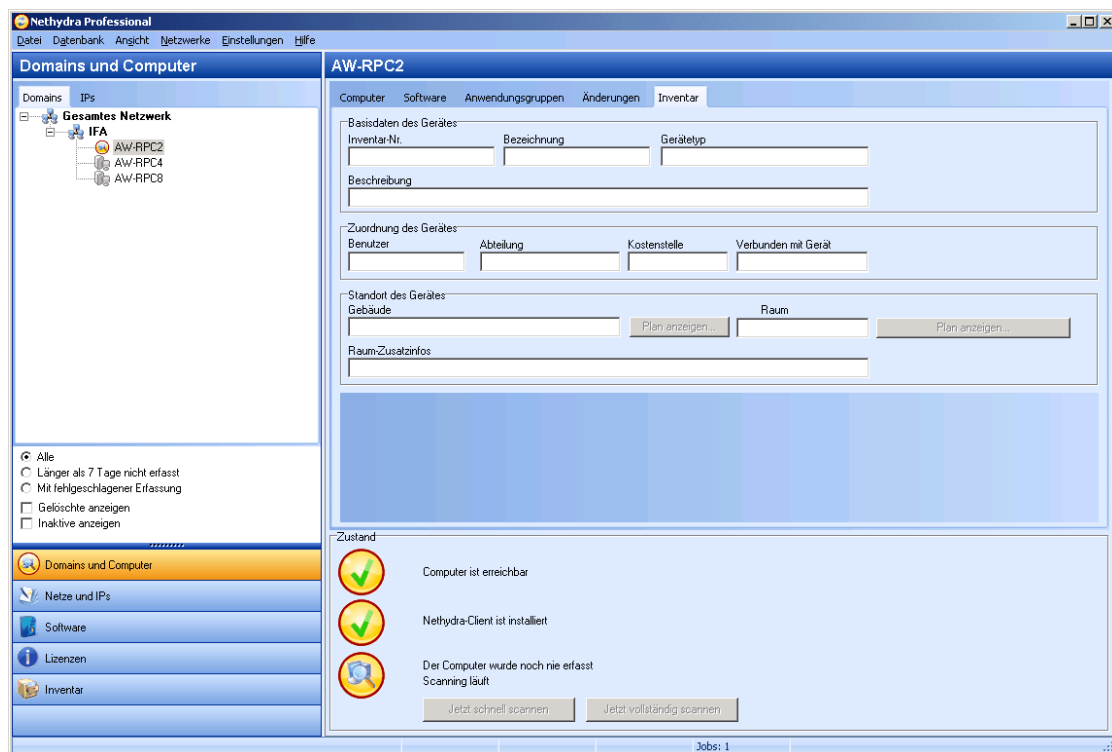 Nethydra Professional
Datei Datenbank Ansicht Netzwerke Einstellungen Hilfe
Domains und Computer
Domains IPs
Gesamtes Netzwerk
IFA
AW-RPC2
AW-RPC4
AW-RPC8
Alle
Länger als 7 Tage nicht erfasst
Mit fehlgeschlagener Erfassung
Gelöschte anzeigen
Inaktive anzeigen
Domains und Computer
Netze und IPs
Software
Lizenzen
Inventar
AW-RPC2
Computer Software Anwendungsgruppen Änderungen Inventar
Basisdaten des Gerätes
Inventar-Nr. Bezeichnung Gerätetyp
Beschreibung
Zuordnung des Gerätes
Benutzer Abteilung Kostenstelle Verbunden mit Gerät
Standort des Gerätes
Gebäude Raum
Plan anzeigen... Plan anzeigen...
Raum-Zusatzinfos
Zustand
Computer ist erreichbar
Nethydra-Client ist installiert
Der Computer wurde noch nie erfasst
Scanning läuft
Jetzt schnell scannen Jetzt vollständig scannen
Jobs: 1